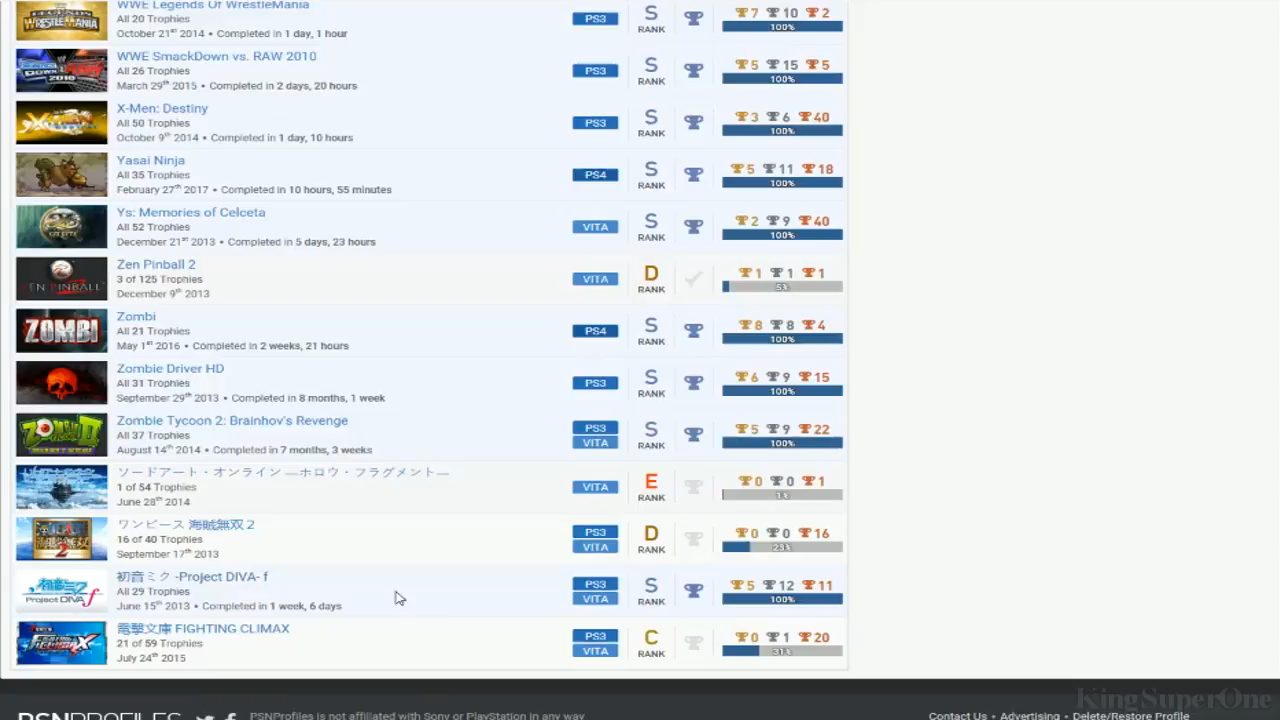 WWE Legends Of WrestleMania
All 20 Trophies
October 21st 2014 • Completed in 1 day, 1 hour
PS3
S
RANK
7 10 2
100%
WWE SmackDown vs. RAW 2010
All 26 Trophies
March 29th 2015 • Completed in 2 days, 20 hours
PS3
S
RANK
5 15 5
100%
X-Men: Destiny
All 50 Trophies
October 9th 2014 • Completed in 1 day, 10 hours
PS3
S
RANK
3 6 40
100%
Yasai Ninja
All 35 Trophies
February 27th 2017 • Completed in 10 hours, 55 minutes
PS4
S
RANK
5 11 18
100%
Ys: Memories of Celceta
All 52 Trophies
December 21st 2013 • Completed in 5 days, 23 hours
VITA
S
RANK
2 9 40
100%
Zen Pinball 2
3 of 125 Trophies
December 9th 2013
VITA
D
RANK
1 1 1
5%
ZOMBI
Zombi
All 21 Trophies
May 1st 2016 • Completed in 2 weeks, 21 hours
PS4
S
RANK
8 8 4
100%
Zombie Driver HD
All 31 Trophies
September 29th 2013 • Completed in 8 months, 1 week
PS3
S
RANK
6 9 15
100%
Zombie Tycoon 2: Brainhov's Revenge
All 37 Trophies
August 14th 2014 • Completed in 7 months, 3 weeks
PS3
VITA
S
RANK
5 9 22
100%
ソードアート・オンライン ―ホロウ・フラグメント―
1 of 54 Trophies
June 28th 2014
VITA
E
RANK
0 0 1
1%
ワンピース 海賊無双 2
16 of 40 Trophies
September 17th 2013
PS3
VITA
D
RANK
0 0 16
23%
初音ミク
Project DIVA f
初音ミク -Project DIVA- f
All 29 Trophies
June 15th 2013 • Completed in 1 week, 6 days
PS3
VITA
S
RANK
5 12 11
100%
電撃文庫 FIGHTING CLIMAX
21 of 59 Trophies
July 24th 2015
PS3
VITA
C
RANK
0 1 20
31%
KingSuperOne
PSNPROFILES
PSNProfiles is not affiliated with Sony or PlayStation in any way
Contact Us • Advertising • Delete/Restore Profile